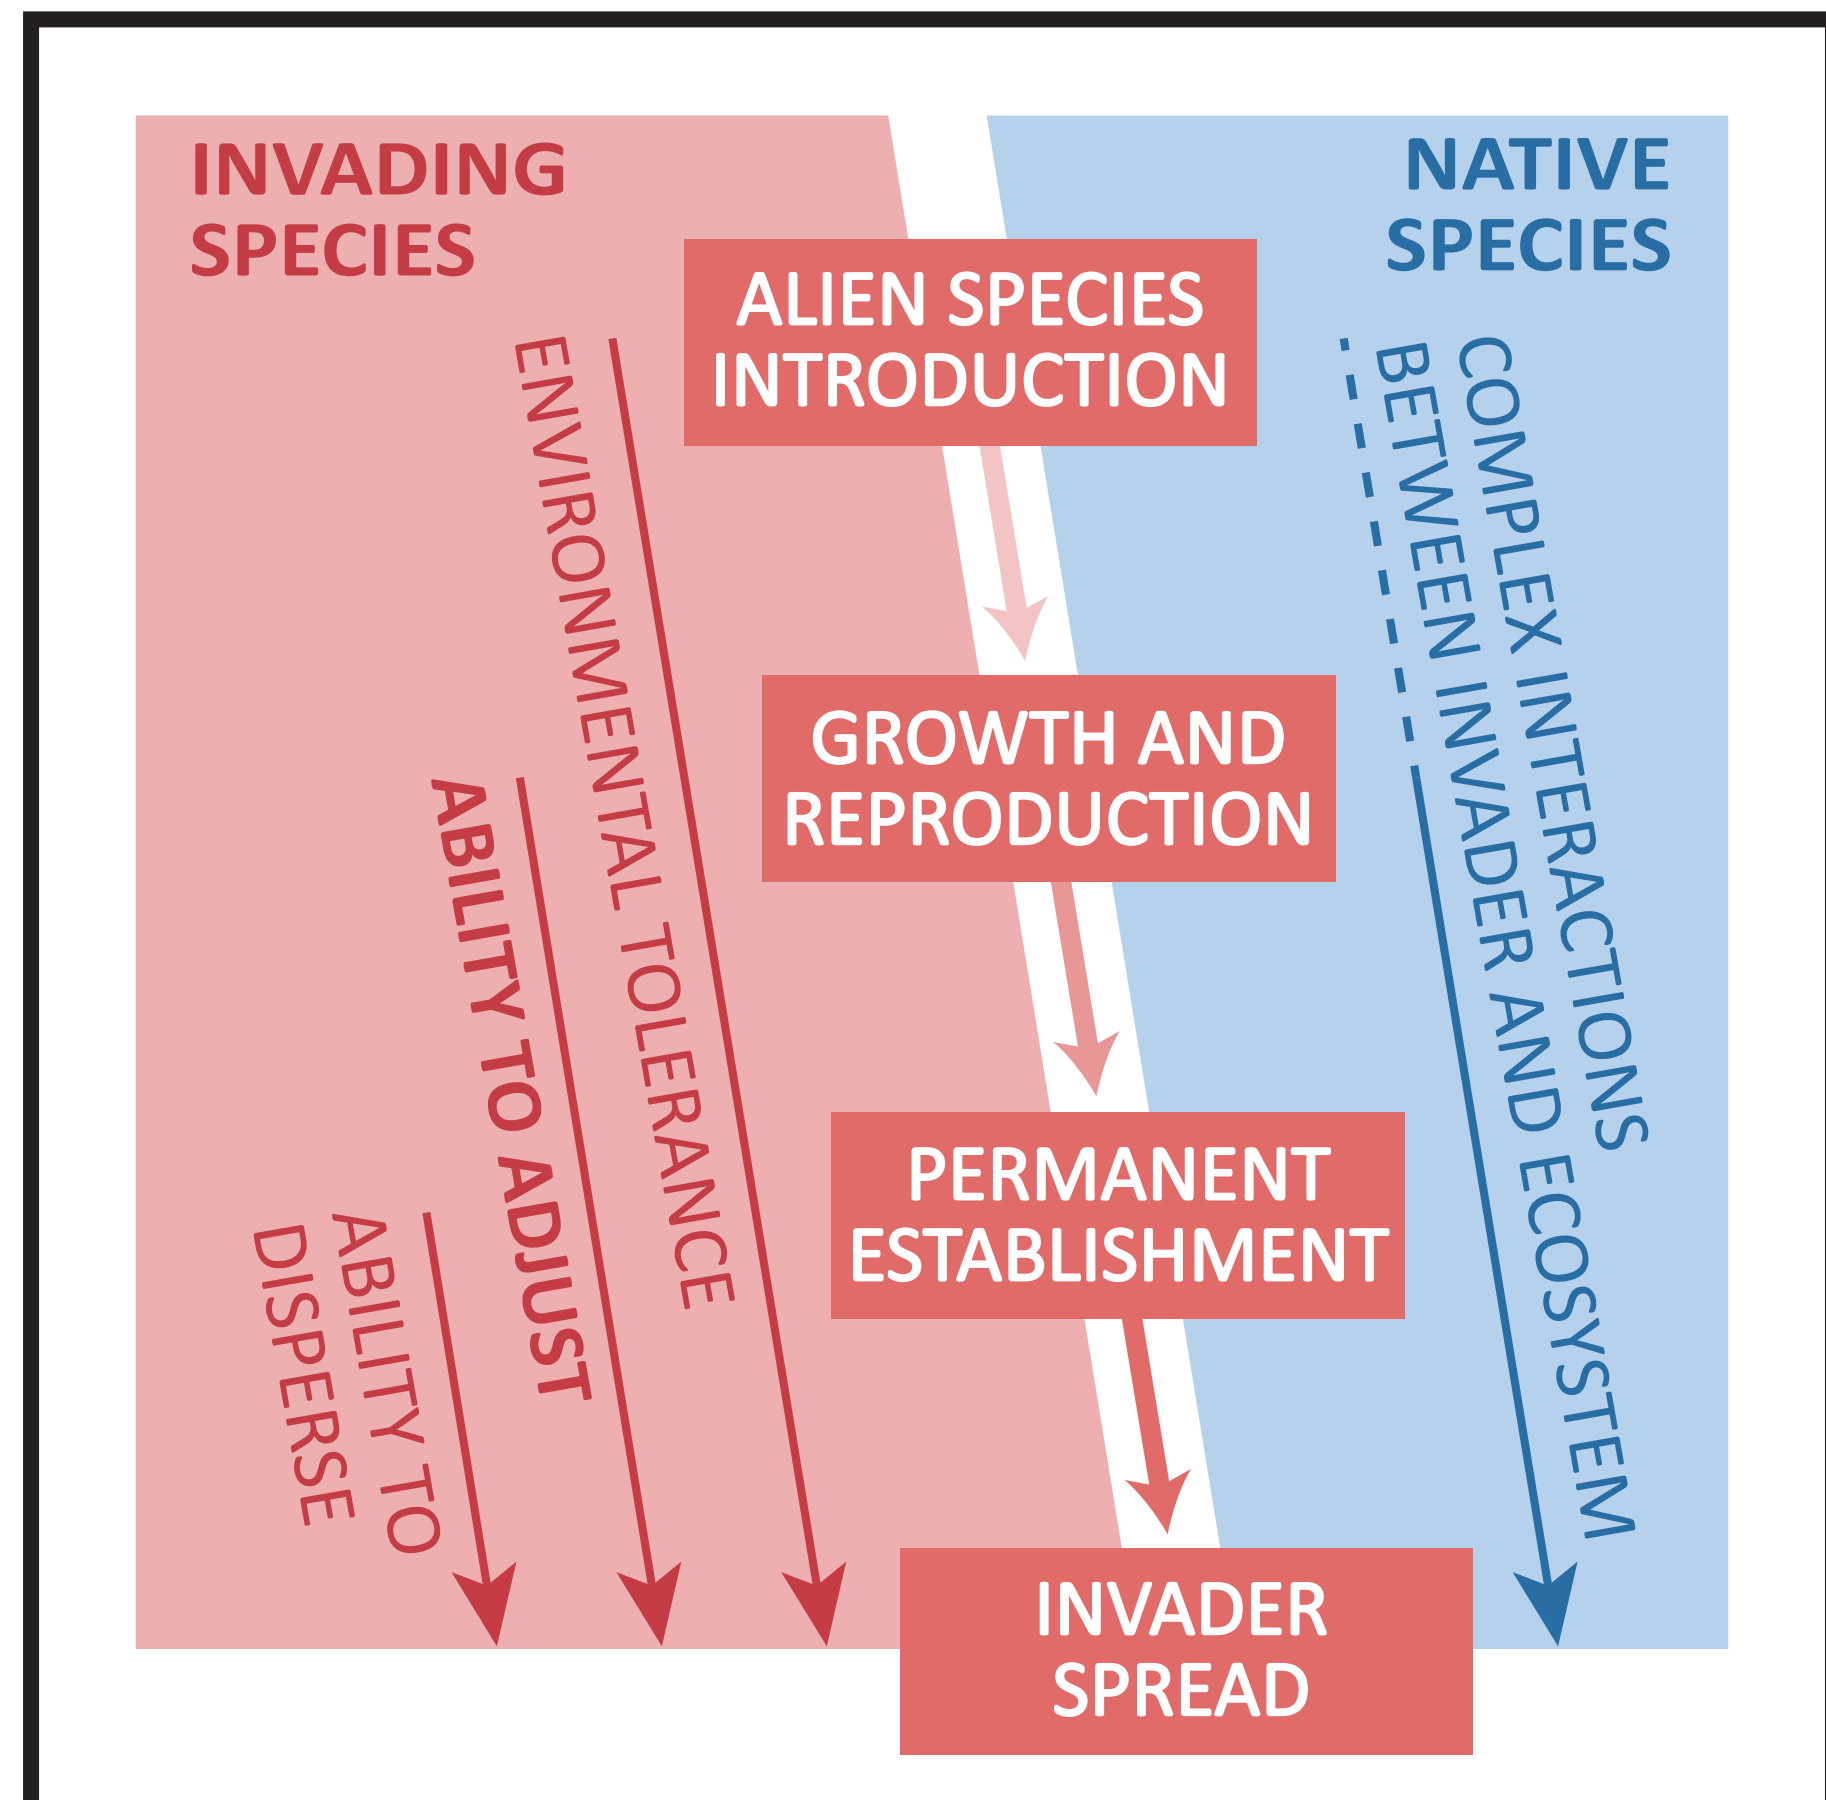 INVADING
SPECIES
NATIVE
SPECIES
ALIEN SPECIES
INTRODUCTION
GROWTH AND
REPRODUCTION
PERMANENT
ESTABLISHMENT
INVADER
SPREAD
ENVIRONMENTAL TOLERANCE
ABILITY TO ADJUST
ABILITY TO
DISPERSE
COMPLEX INTERACTIONS
BETWEEN INVADER AND ECOSYSTEM